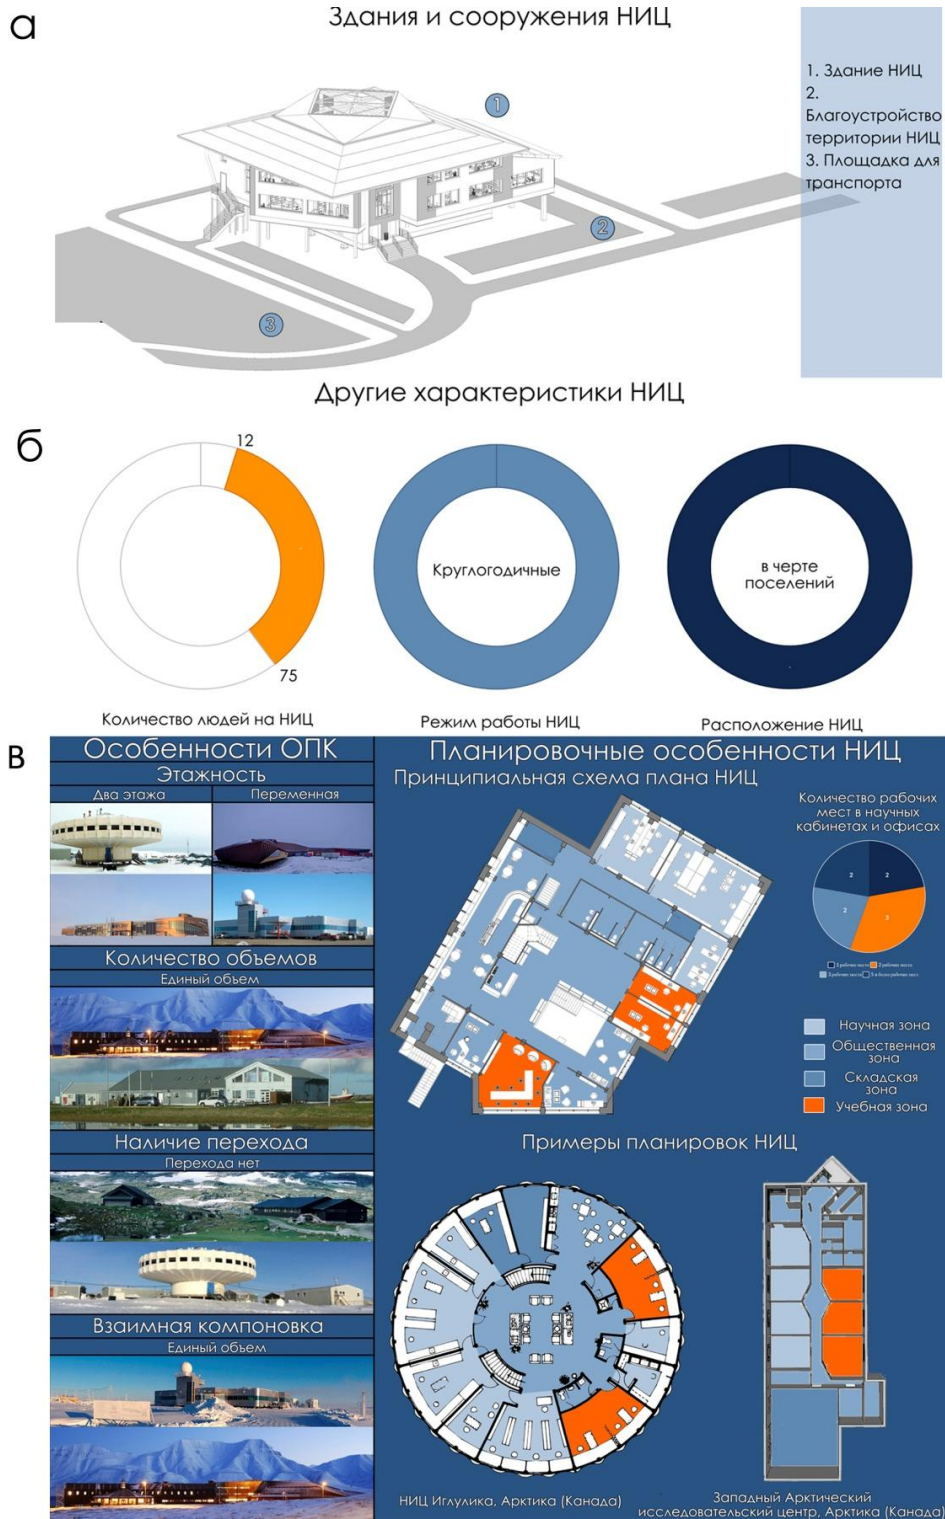 а
Здания и сооружения НИЦ
1
2
3
1. Здание НИЦ
2.
Благоустройство
территории НИЦ
3. Площадка для
транспорта
Другие характеристики НИЦ
б
12
75
Круглогодичные
в черте
поселений
Количество людей на НИЦ
Режим работы НИЦ
Расположение НИЦ
в
Особенности ОПК
Этажность
Два этажа
Переменная
Количество объемов
Единый объем
Наличие перехода
Перехода нет
Взаимная компоновка
Единый объем
Планировочные особенности НИЦ
Принципиальная схема плана НИЦ
Количество рабочих
мест в научных
кабинетах и офисах
2
2
2
3
Научная зона
Общественная
зона
Складская
зона
Учебная зона
Примеры планировок НИЦ
НИЦ Иглулика, Арктика (Канада)
Западный Арктический
исследовательский центр, Арктика (Канада)